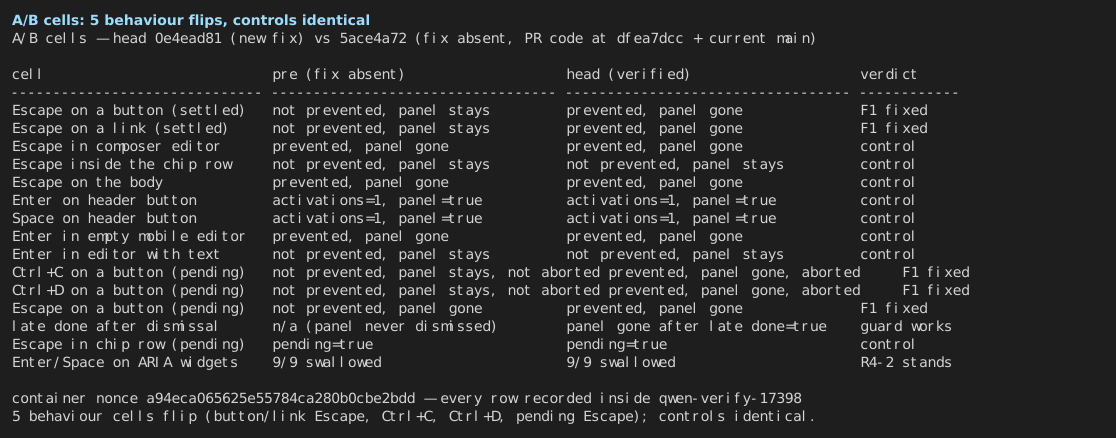 A/B cells: 5 behaviour flips, controls identical
A/B cells — head 0e4ead81 (new fix) vs 5ace4a72 (fix absent, PR code at dfea7dcc + current main)
cell pre (fix absent) head (verified) verdict
------------------------------ ---------------------------------- ---------------------------------- ------------
Escape on a button (settled) not prevented, panel stays prevented, panel gone F1 fixed
Escape on a link (settled) not prevented, panel stays prevented, panel gone F1 fixed
Escape in composer editor prevented, panel gone prevented, panel gone control
Escape inside the chip row not prevented, panel stays not prevented, panel stays control
Escape on the body prevented, panel gone prevented, panel gone control
Enter on header button activations=1, panel=true activations=1, panel=true control
Space on header button activations=1, panel=true activations=1, panel=true control
Enter in empty mobile editor prevented, panel gone prevented, panel gone control
Enter in editor with text not prevented, panel stays not prevented, panel stays control
Ctrl+C on a button (pending) not prevented, panel stays, not aborted prevented, panel gone, aborted F1 fixed
Ctrl+D on a button (pending) not prevented, panel stays, not aborted prevented, panel gone, aborted F1 fixed
Escape on a button (pending) not prevented, panel stays prevented, panel gone F1 fixed
late done after dismissal n/a (panel never dismissed) panel gone after late done=true guard works
Escape in chip row (pending) pending=true pending=true control
Enter/Space on ARIA widgets 9/9 swallowed 9/9 swallowed R4-2 stands
container nonce a94eca065625e55784ca280b0cbe2bdd — every row recorded inside qwen-verify-17398
5 behaviour cells flip (button/link Escape, Ctrl+C, Ctrl+D, pending Escape); controls identical.